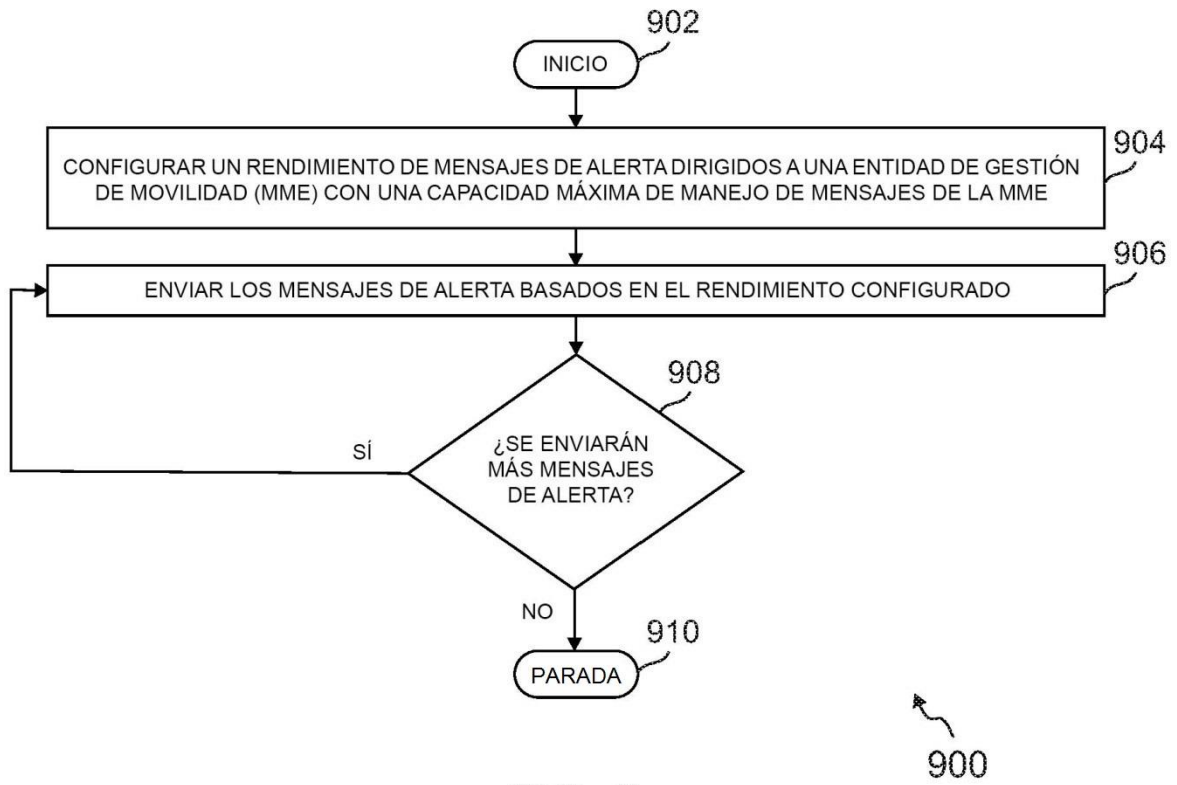 902
INICIO
904
CONFIGURAR UN RENDIMIENTO DE MENSAJES DE ALERTA DIRIGIDOS A UNA ENTIDAD DE GESTIÓN
DE MOVILIDAD (MME) CON UNA CAPACIDAD MÁXIMA DE MANEJO DE MENSAJES DE LA MME
906
ENVIAR LOS MENSAJES DE ALERTA BASADOS EN EL RENDIMIENTO CONFIGURADO
908
SÍ
¿SE ENVIARÁN
MÁS MENSAJES
DE ALERTA?
NO
910
PARADA
900